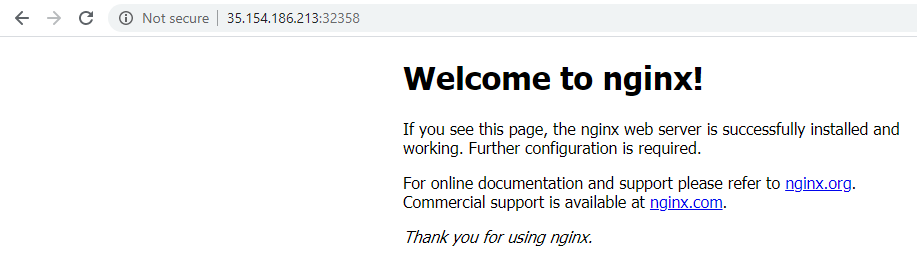 Not secure | 35.154.186.213:32358
Welcome to nginx!
If you see this page, the nginx web server is successfully installed and
working. Further configuration is required.
For online documentation and support please refer to nginx.org.
Commercial support is available at nginx.com.
Thank you for using nginx.